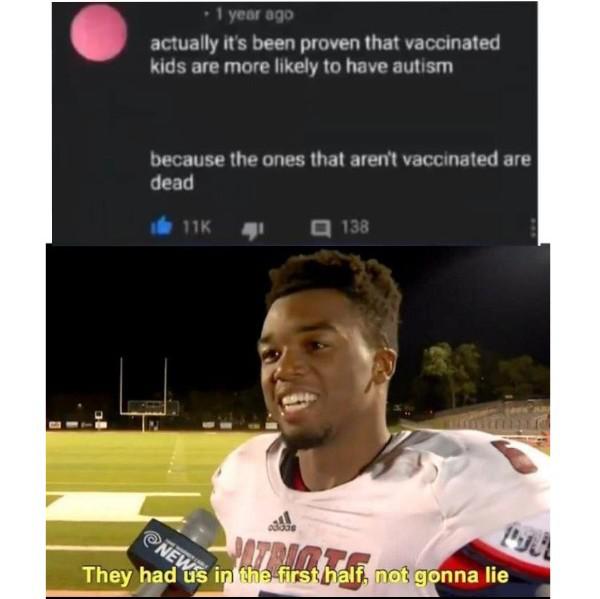 • 1 year ago
actually it's been proven that vaccinated
kids are more likely to have autism
because the ones that aren't vaccinated are
dead
11K 138
adidas
PATRIOTS
NEWS
They had us in the first half, not gonna lie